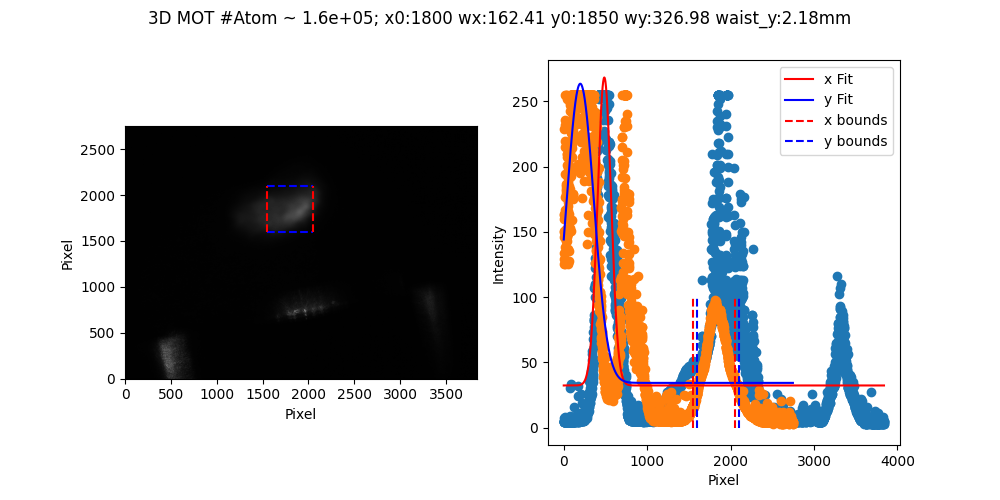 3D MOT #Atom ~ 1.6e+05; x0:1800 wx:162.41 y0:1850 wy:326.98 waist_y:2.18mm
2500
2000
1500
1000
500
0
Pixel
0 500 1000 1500 2000 2500 3000 3500
Pixel
250
200
150
100
50
0
Intensity
0 1000 2000 3000 4000
Pixel
x Fit
y Fit
x bounds
y bounds